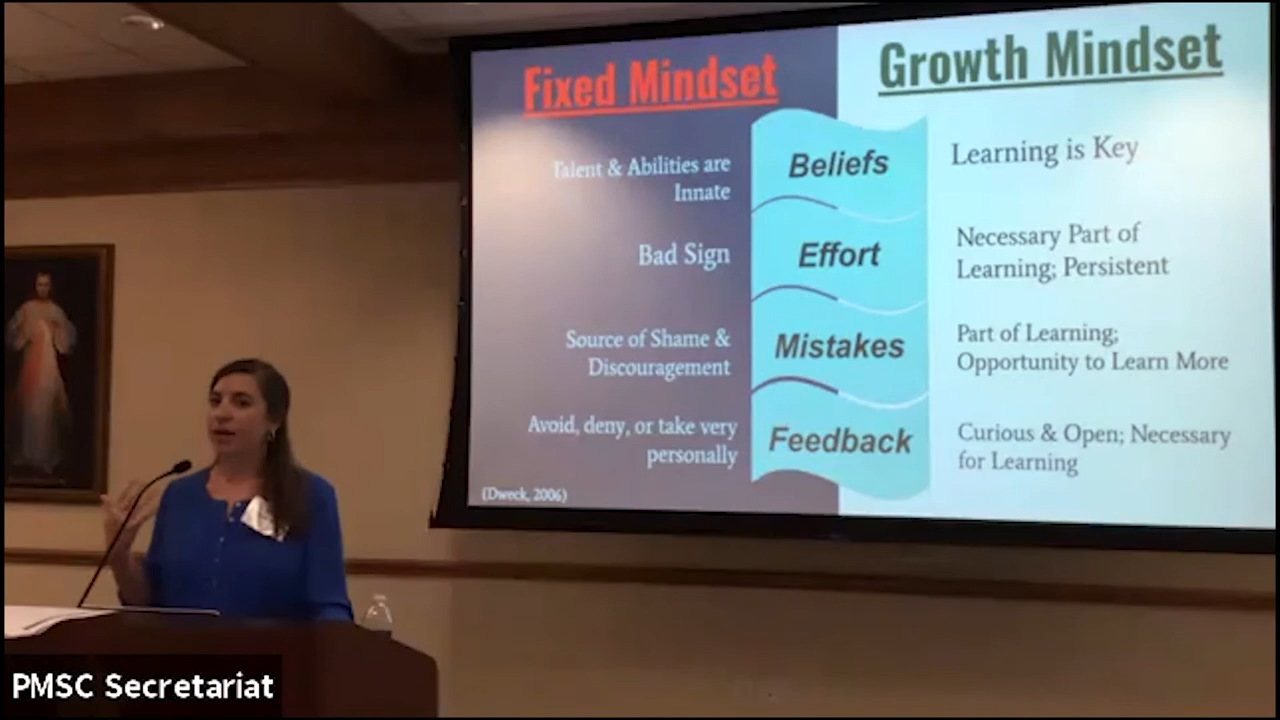 Fixed Mindset
Growth Mindset
Talent & Abilities are
Innate
Beliefs
Learning is Key
Bad Sign
Effort
Necessary Part of
Learning; Persistent
Source of Shame &
Discouragement
Mistakes
Part of Learning;
Opportunity to Learn More
Avoid, deny, or take very
personally
Feedback
Curious & Open; Necessary
for Learning
(Dweck, 2006)
PMSC Secretariat